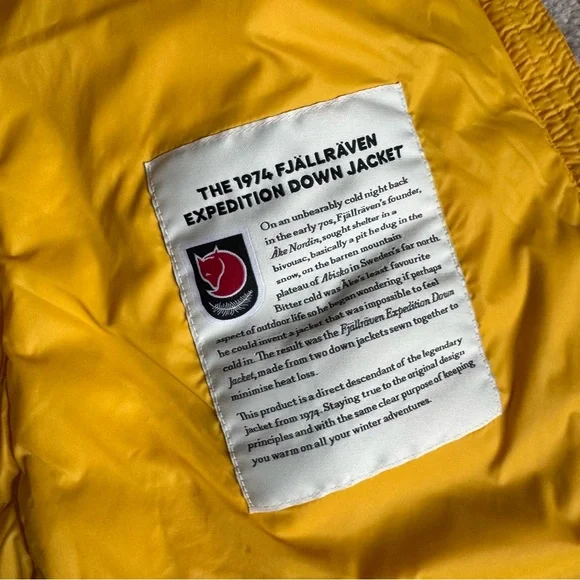 THE 1974 FJÄLLRÄVEN
EXPEDITION DOWN JACKET
On an unbearably cold night back
in the early 70s, Fjällräven's founder,
Åke Nordin, sought shelter in a
bivouac, basically a pit he dug in the
snow, on the barren mountain
plateau of Abisko in Sweden's far north.
Bitter cold was Åke's least favourite
aspect of outdoor life so he began wondering if perhaps
he could invent a jacket that was impossible to feel
cold in. The result was the Fjällräven Expedition Down
Jacket, made from two down jackets sewn together to
minimise heat loss.
This product is a direct descendant of the legendary
jacket from 1974. Staying true to the original design
principles and with the same clear purpose of keeping
you warm on all your winter adventures.